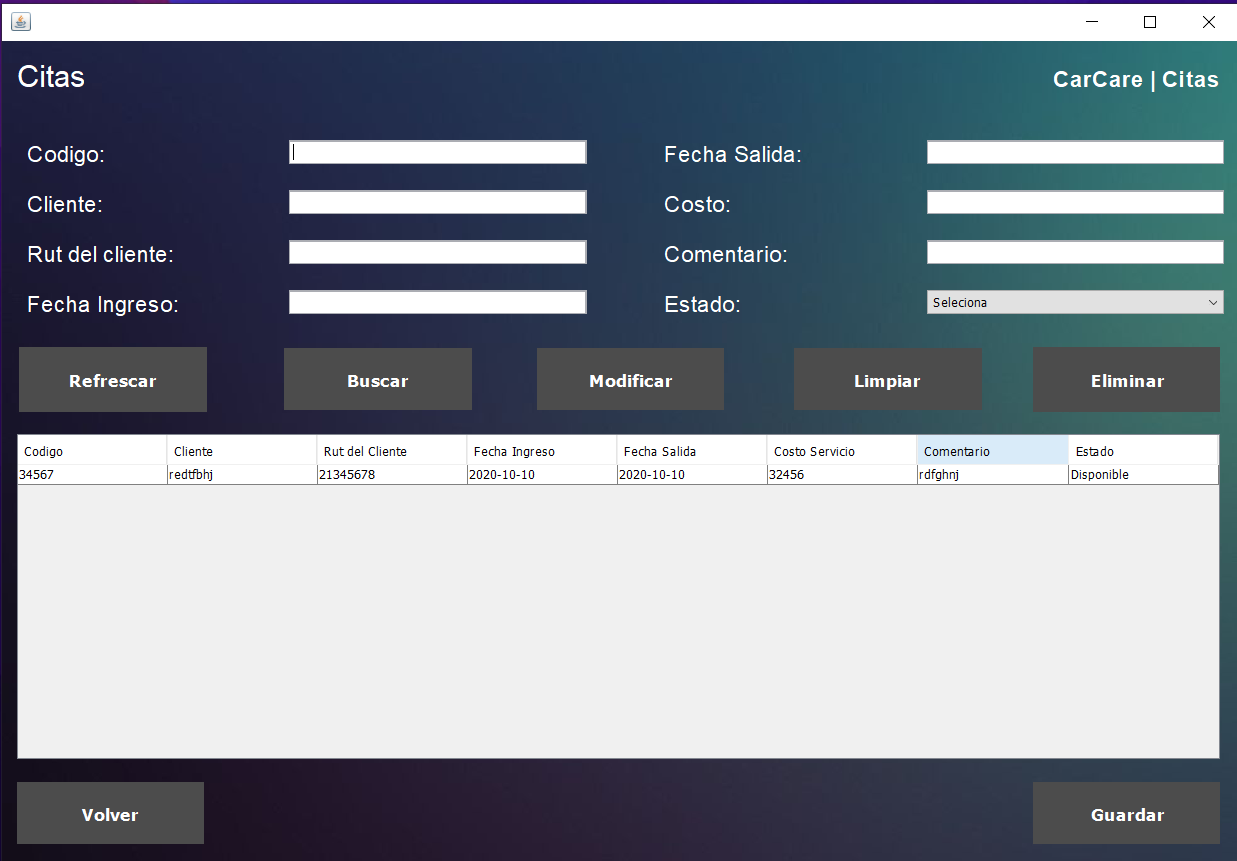 Citas
CarCare | Citas
Codigo:
Fecha Salida:
Cliente:
Costo:
Rut del cliente:
Comentario:
Fecha Ingreso:
Estado:
Seleciona
Refrescar
Buscar
Modificar
Limpiar
Eliminar
Codigo Cliente Rut del Cliente Fecha Ingreso Fecha Salida Costo Servicio Comentario Estado
34567 redtfbhj 21345678 2020-10-10 2020-10-10 32456 rdfghnj Disponible
Volver
Guardar